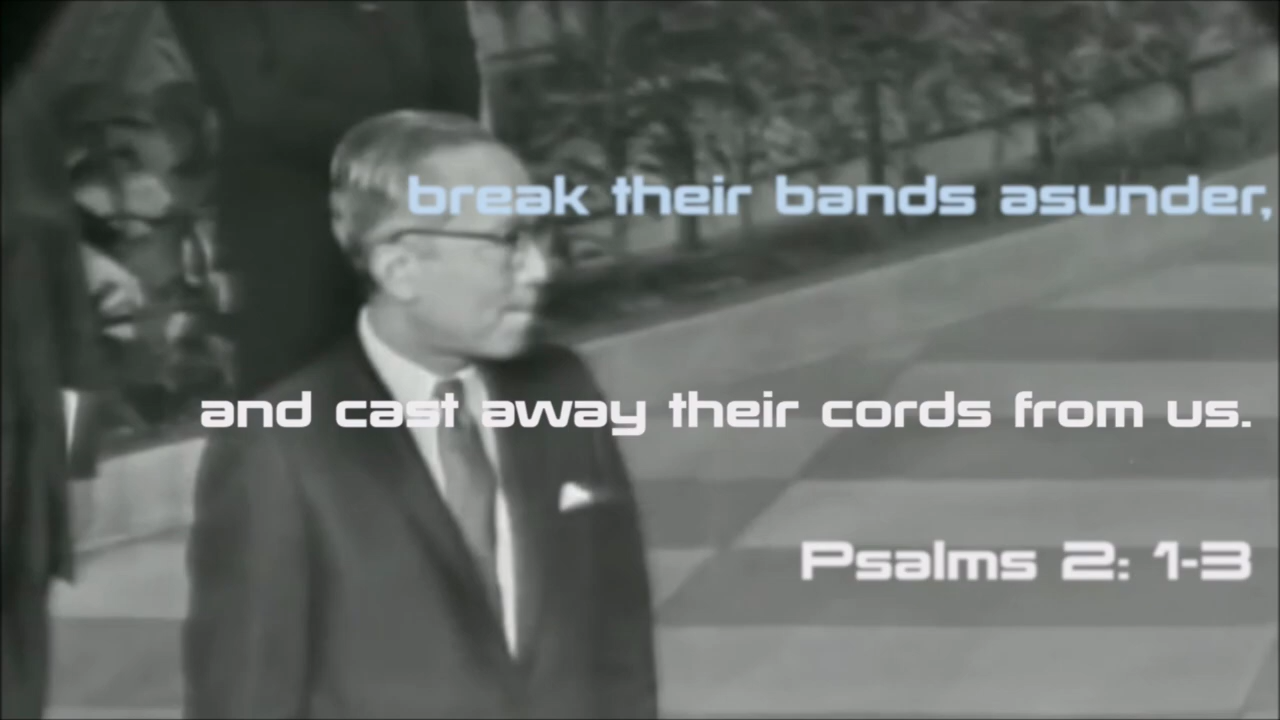 break their bands asunder,
and cast away their cords from us.
Psalms 2: 1-3